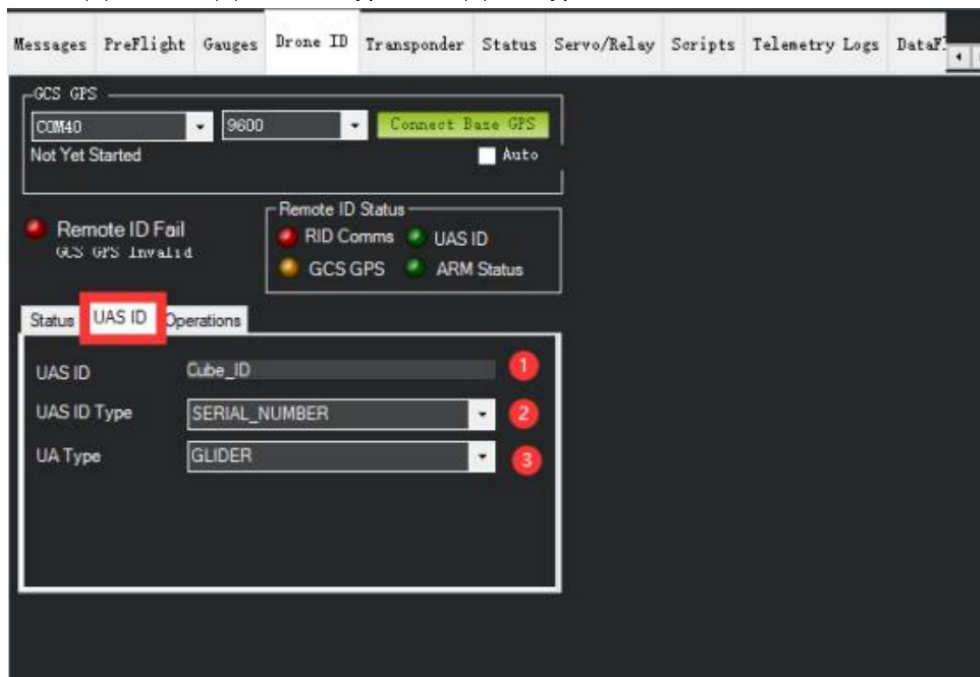 Messages PreFlight Gauges Drone ID Transponder Status Servo/Relay Scripts Telemetry Logs DataF
GCS GPS
COM40 9600 Connect Base GPS
Not Yet Started Auto
Remote ID Fail
GCS GPS Invalid
Remote ID Status
RID Comms UAS ID
GCS GPS ARM Status
Status UAS ID Operations
UAS ID Cube_ID 1
UAS ID Type SERIAL_NUMBER 2
UA Type GLIDER 3